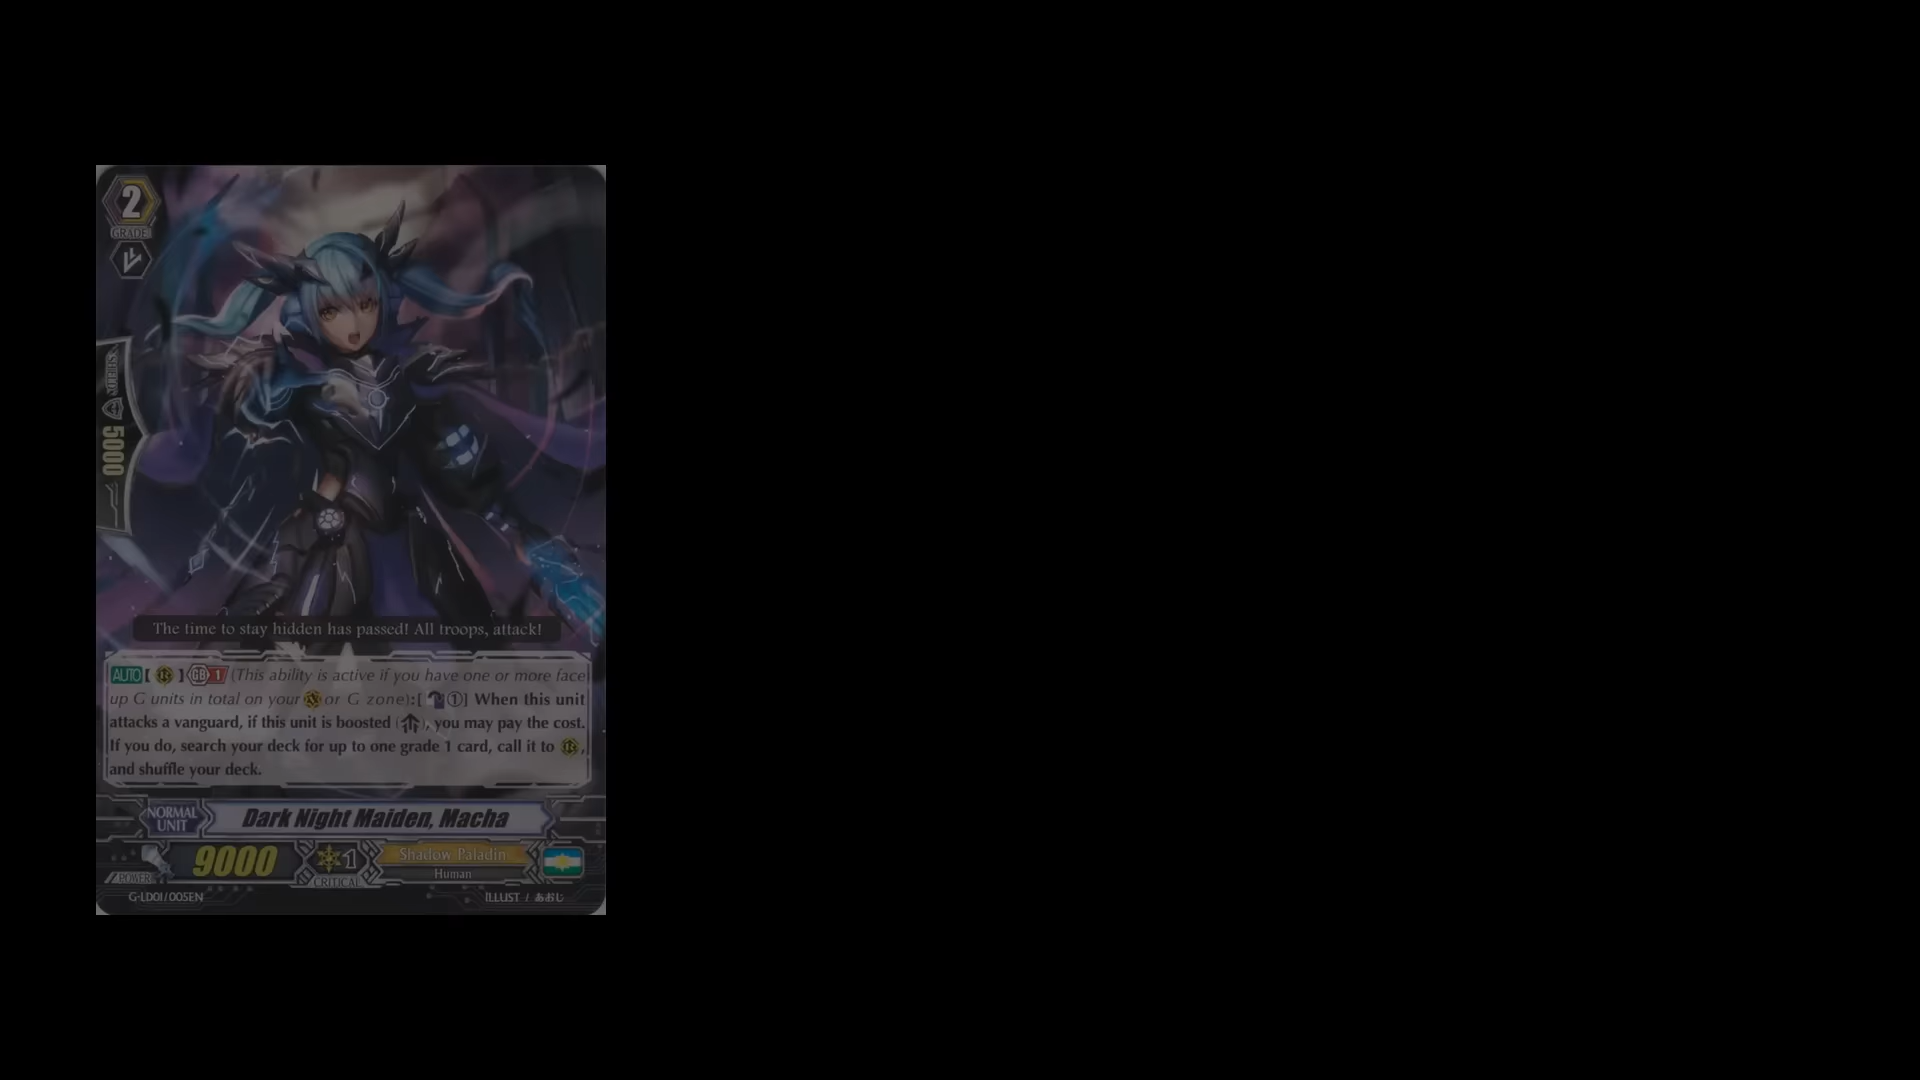 2
GRADE
SHIELD
5000
The time to stay hidden has passed! All troops, attack!
AUTO [ R ] GB 1 (This ability is active if you have one or more face
up G units in total on your V or G zone):[ ①] When this unit
attacks a vanguard, if this unit is boosted ( ), you may pay the cost.
If you do, search your deck for up to one grade 1 card, call it to R,
and shuffle your deck.
NORMAL
UNIT
Dark Night Maiden, Macha
POWER
9000
1
CRITICAL
Shadow Paladin
Human
G-LD01/005EN
ILLUST / あおじ